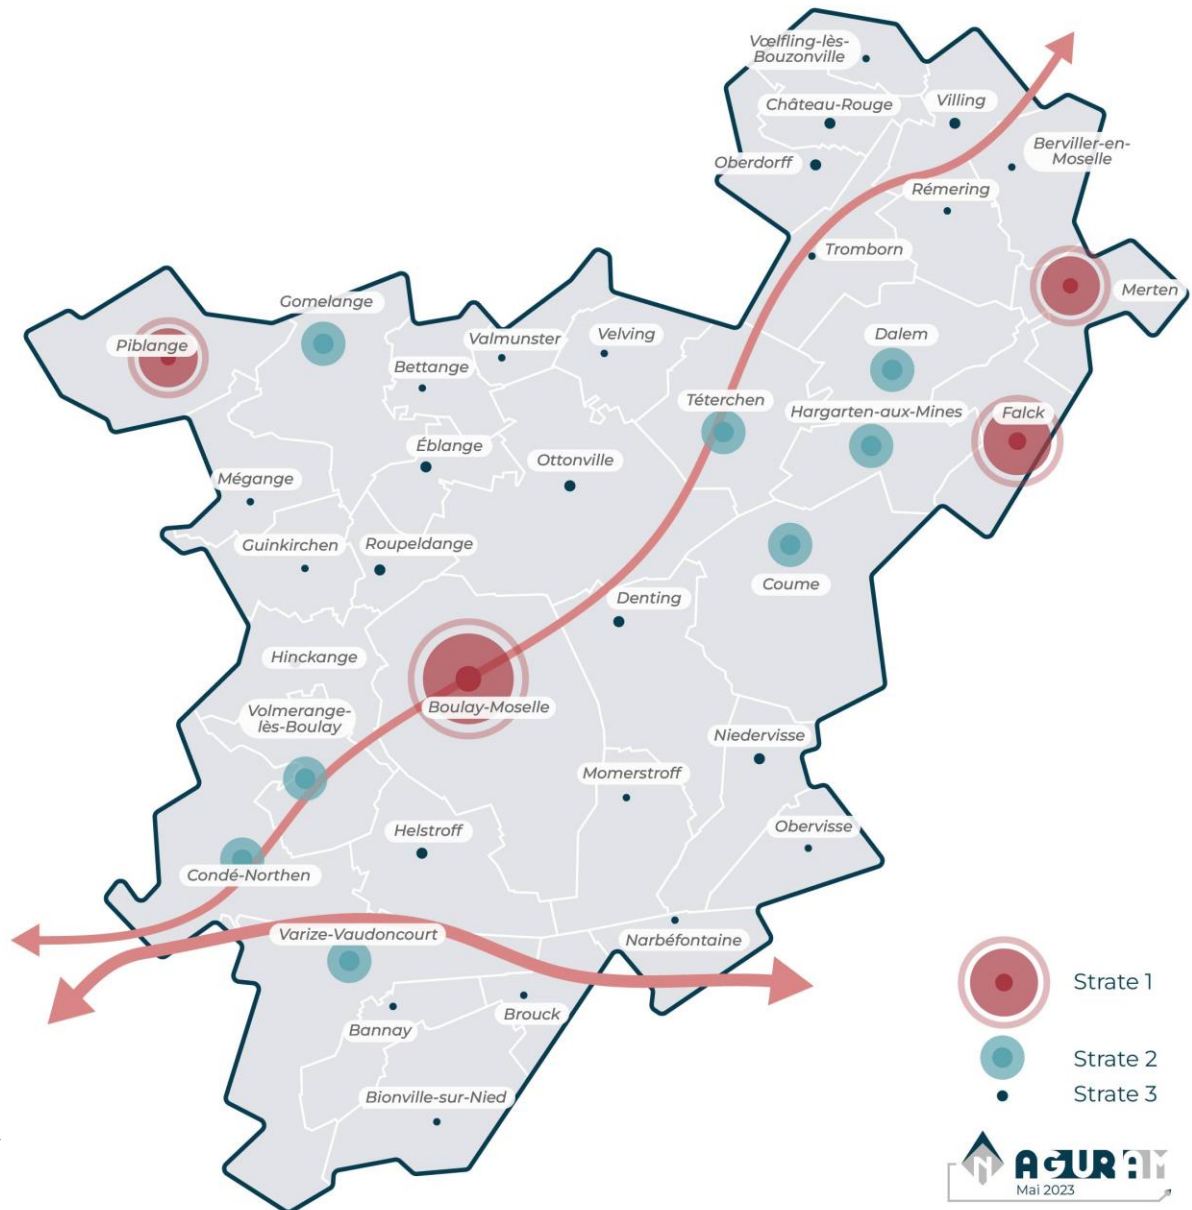 Vœlfling-lès-
Bouzonville
Château-Rouge
Villing
Berviller-en-
Moselle
Oberdorff
Rémering
Tromborn
Merten
Gomelange
Piblange
Valmunster
Velving
Dalem
Bettange
Téterchen
Hargarten-aux-Mines
Falck
Éblange
Ottonville
Mégange
Guinkirchen
Roupeldange
Coume
Denting
Hinckange
Boulay-Moselle
Volmerange-
lès-Boulay
Niedervisse
Momerstroff
Obervisse
Helstroff
Condé-Northen
Varize-Vaudoncourt
Narbéfontaine
Brouck
Bannay
Bionville-sur-Nied
Strate 1
Strate 2
Strate 3
N
AGURAM
Mai 2023